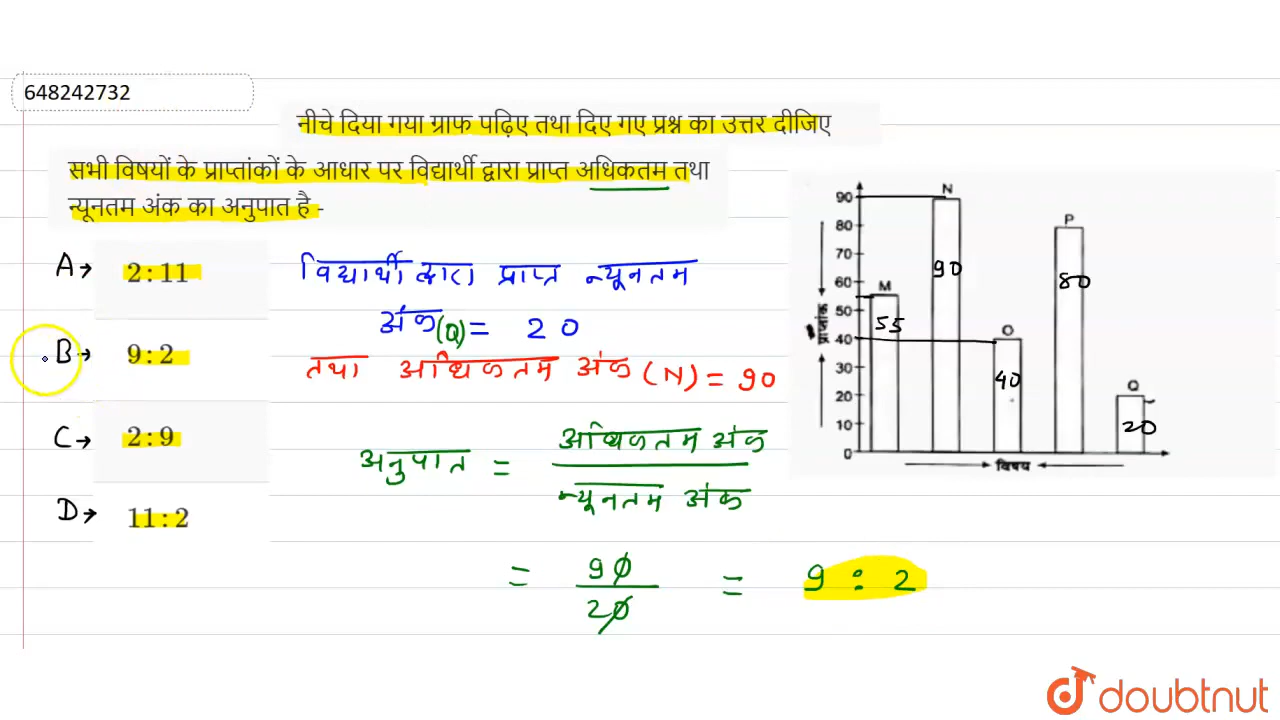 648242732
नीचे दिया गया ग्राफ पढ़िए तथा दिए गए प्रश्न का उत्तर दीजिए
सभी विषयों के प्राप्तांकों के आधार पर विद्यार्थी द्वारा प्राप्त अधिकतम तथा
न्यूनतम अंक का अनुपात है -
A→ 2 : 11
B→ 9 : 2
C→ 2 : 9
D→ 11 : 2
विद्यार्थी द्वारा प्राप्त न्यूनतम
अंक (Q) = 20
तथा अधिकतम अंक (N) = 90
अनुपात = अधिकतम अंक
न्यूनतम अंक
= 90
20
= 9 : 2
प्राप्तांक
90
80
70
60
50
40
30
20
10
0
M
55
N
90
O
40
P
80
Q
20
विषय
doubtnut